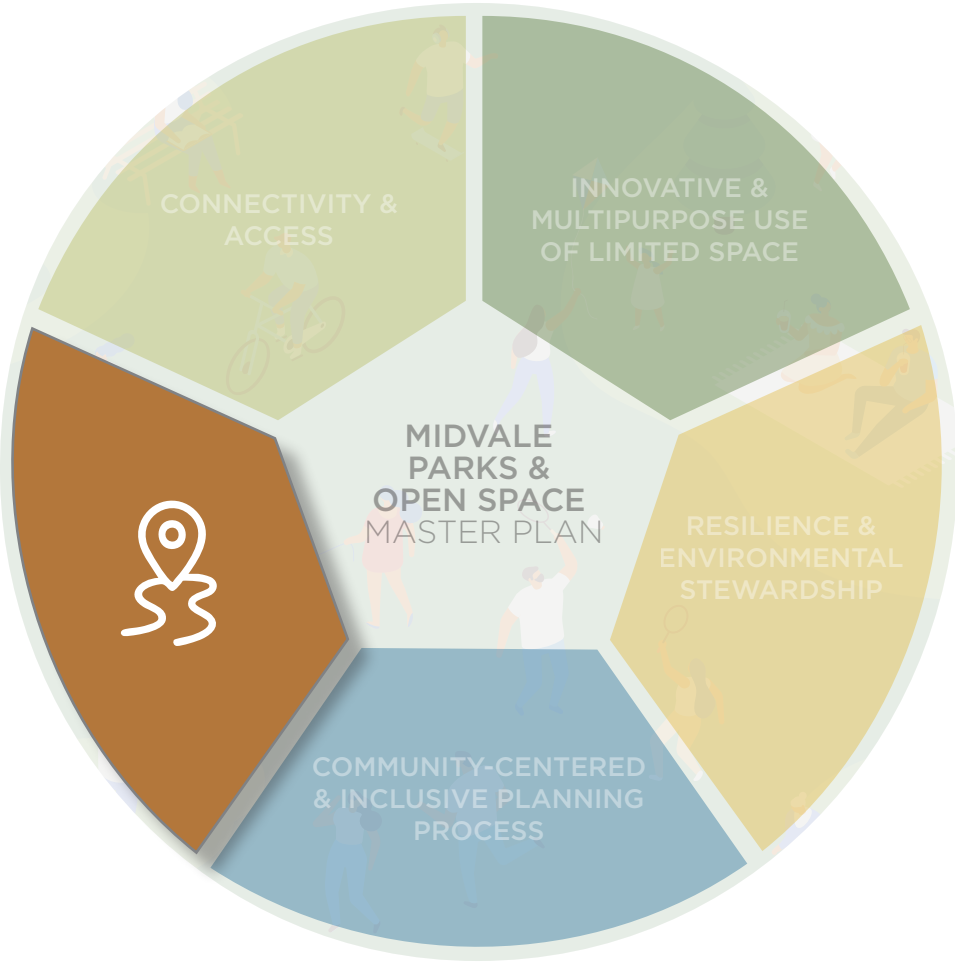 CONNECTIVITY &
ACCESS
INNOVATIVE &
MULTIPURPOSE USE
OF LIMITED SPACE
MIDVALE
PARKS &
OPEN SPACE
MASTER PLAN
RESILIENCE &
ENVIRONMENTAL
STEWARDSHIP
COMMUNITY-CENTERED
& INCLUSIVE PLANNING
PROCESS